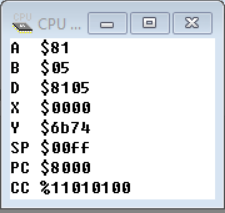 CPU ...
A $81
B $05
D $8105
X $0000
Y $6b74
SP $00ff
PC $8000
CC %11010100